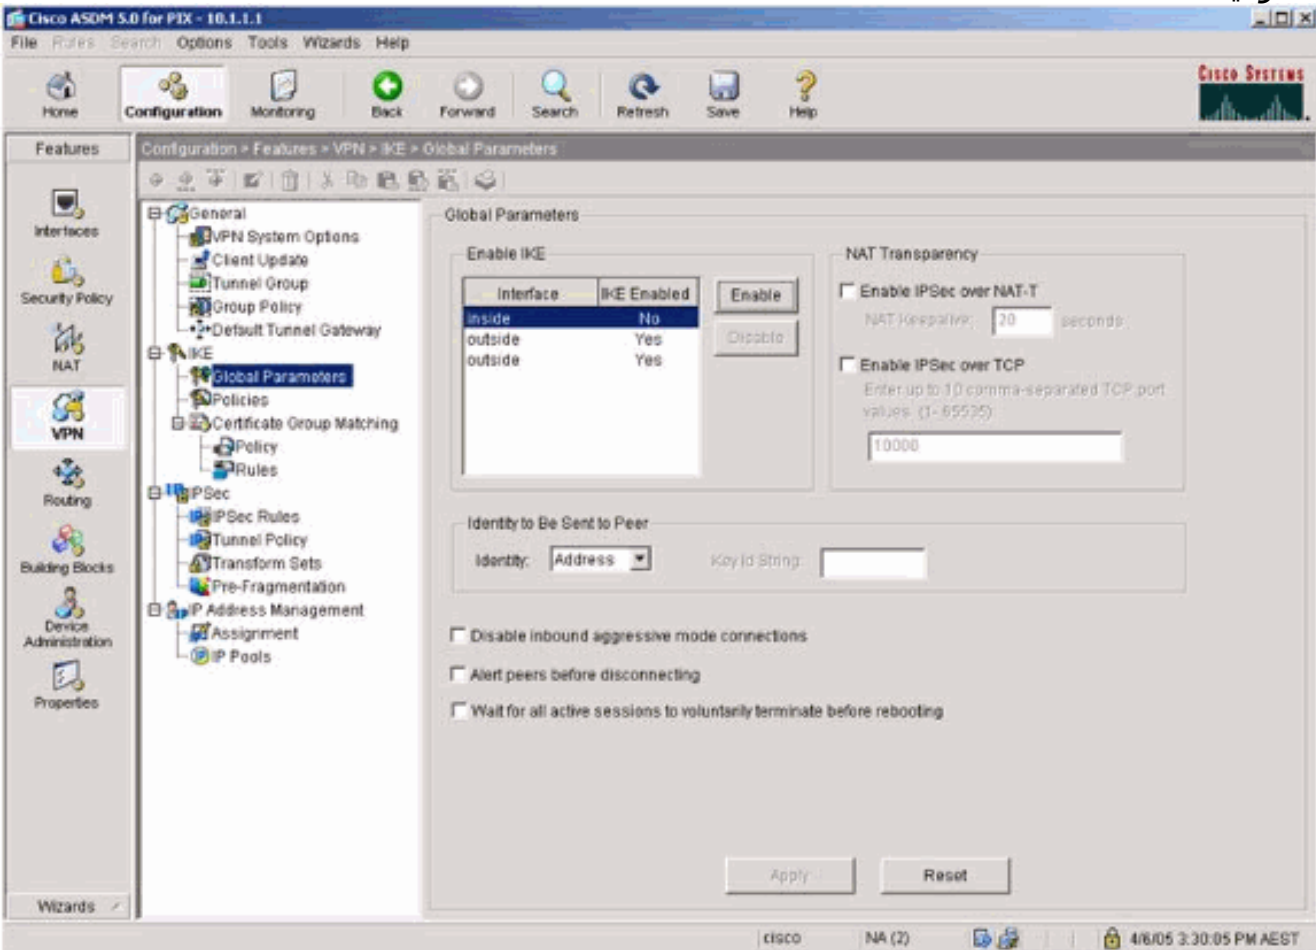 Cisco ASDM 5.0 for PIX - 10.1.1.1
File Rules Search Options Tools Wizards Help
Home Configuration Monitoring Back Forward Search Refresh Save Help
CISCO SYSTEMS
Features
Configuration > Features > VPN > IKE > Global Parameters
Interfaces
Security Policy
NAT
VPN
Routing
Building Blocks
Device Administration
Properties
Wizards
General
VPN System Options
Client Update
Tunnel Group
Group Policy
Default Tunnel Gateway
IKE
Global Parameters
Policies
Certificate Group Matching
Policy
Rules
IPSec
IPSec Rules
Tunnel Policy
Transform Sets
Pre-Fragmentation
IP Address Management
Assignment
IP Pools
Global Parameters
Enable IKE
Interface IKE Enabled
inside No
outside Yes
outside Yes
Enable
Disable
NAT Transparency
Enable IPSec over NAT-T
NAT Keepalive: 20 seconds
Enable IPSec over TCP
Enter up to 10 comma-separated TCP port
values (1- 65535)
10000
Identity to Be Sent to Peer
Identity: Address Key Id String:
Disable inbound aggressive mode connections
Alert peers before disconnecting
Wait for all active sessions to voluntarily terminate before rebooting
Apply Reset
cisco NA (2) 4/6/05 3:30:05 PM AEST